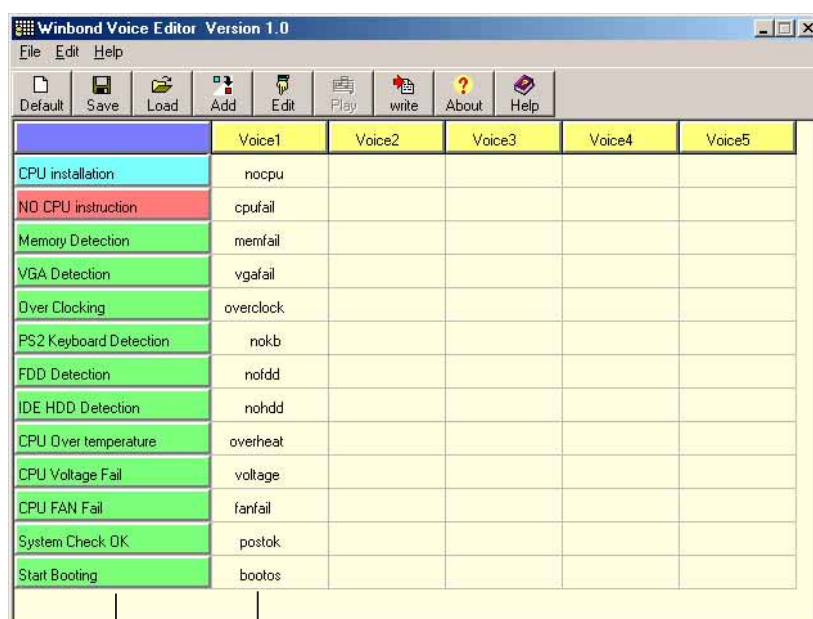 Winbond Voice Editor Version 1.0
File Edit Help
Default Save Load Add Edit Play write About Help
Voice1 Voice2 Voice3 Voice4 Voice5
CPU installation nocpu
NO CPU instruction cpufail
Memory Detection memfail
VGA Detection vgafail
Over Clocking overclock
PS2 Keyboard Detection nokb
FDD Detection nofdd
IDE HDD Detection nohdd
CPU Over temperature overheat
CPU Voltage Fail voltage
CPU FAN Fail fanfail
System Check OK postok
Start Booting bootos